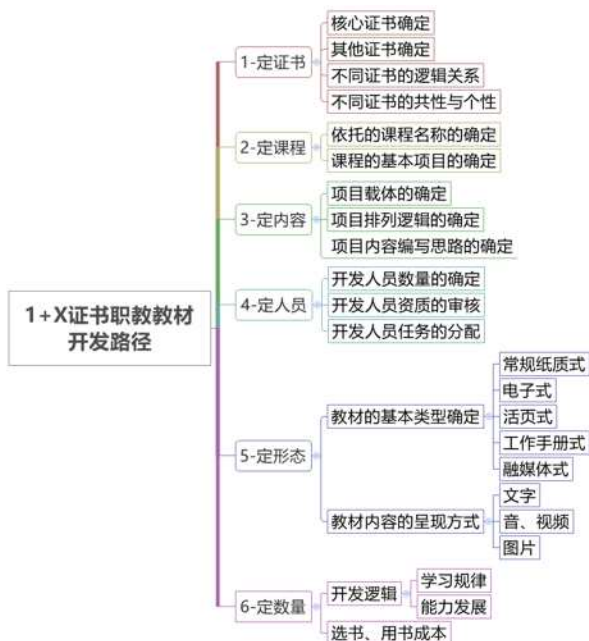 1+X证书职教教材
开发路径
1-定证书
核心证书确定
其他证书确定
不同证书的逻辑关系
不同证书的共性与个性
2-定课程
依托的课程名称的确定
课程的基本项目的确定
3-定内容
项目载体的确定
项目排列逻辑的确定
项目内容编写思路的确定
4-定人员
开发人员数量的确定
开发人员资质的审核
开发人员任务的分配
5-定形态
教材的基本类型确定
常规纸质式
电子式
活页式
工作手册式
融媒体式
教材内容的呈现方式
文字
音、视频
图片
6-定数量
开发逻辑
学习规律
能力发展
选书、用书成本